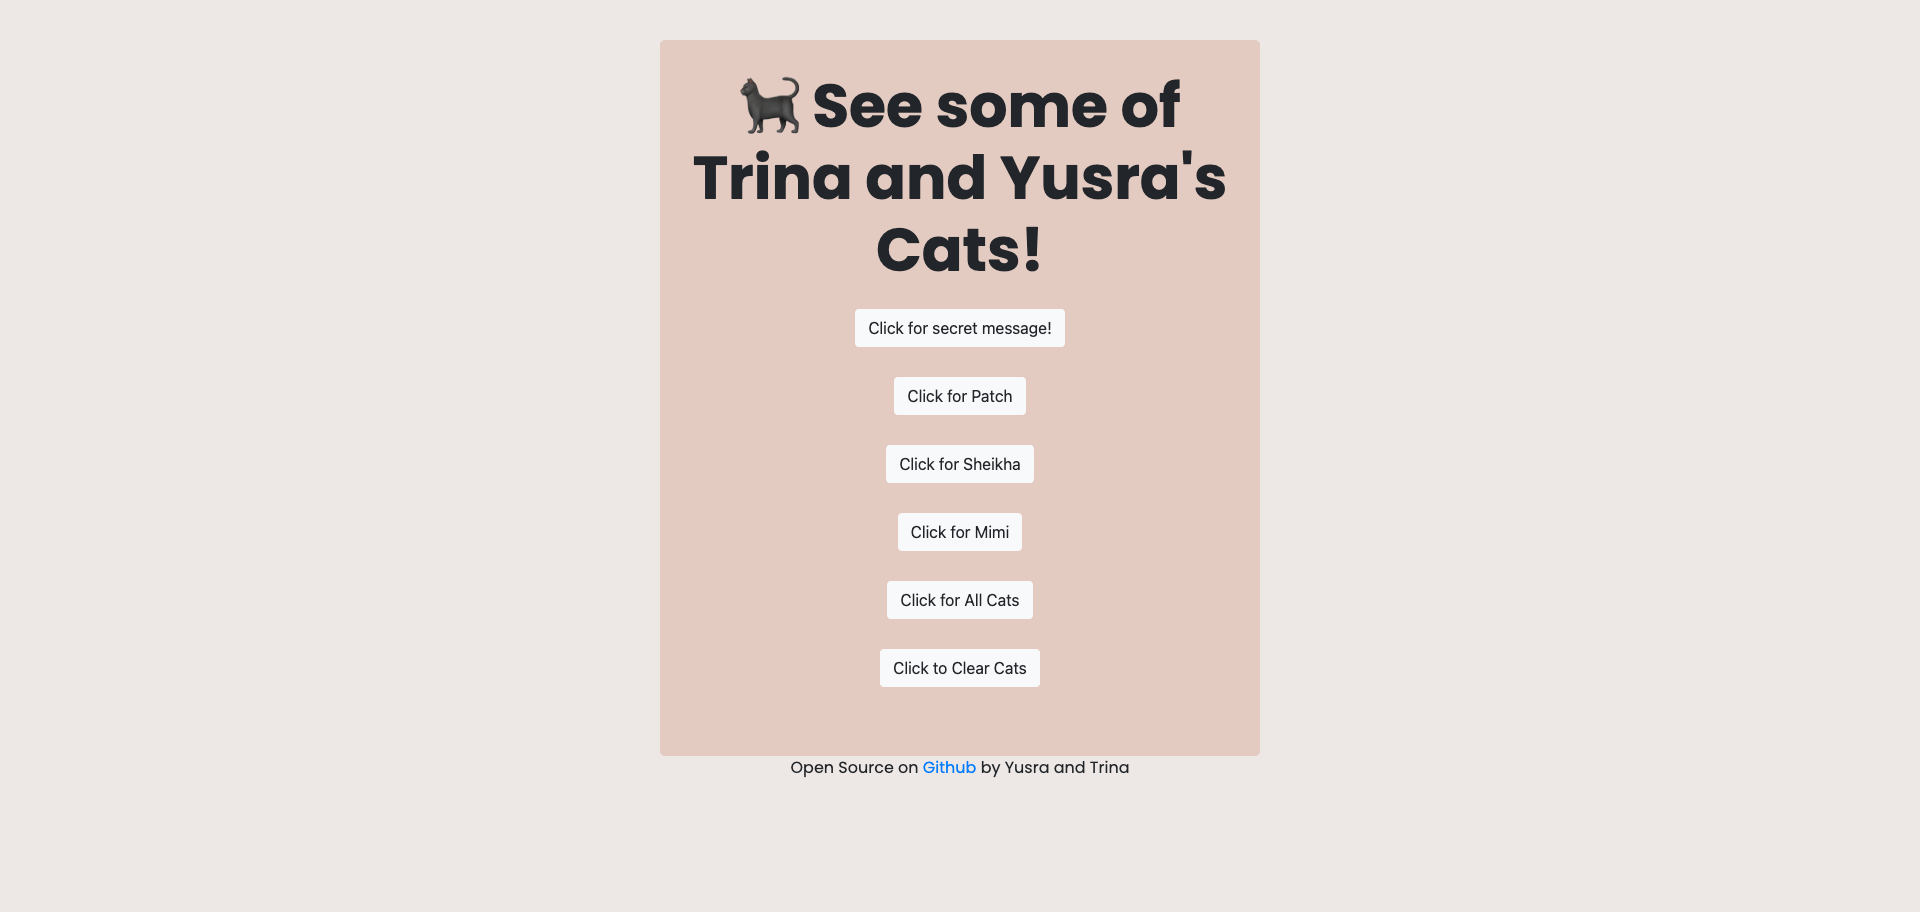 🐈‍⬛ See some of
Trina and Yusra's
Cats!
Click for secret message!
Click for Patch
Click for Sheikha
Click for Mimi
Click for All Cats
Click to Clear Cats
Open Source on Github by Yusra and Trina